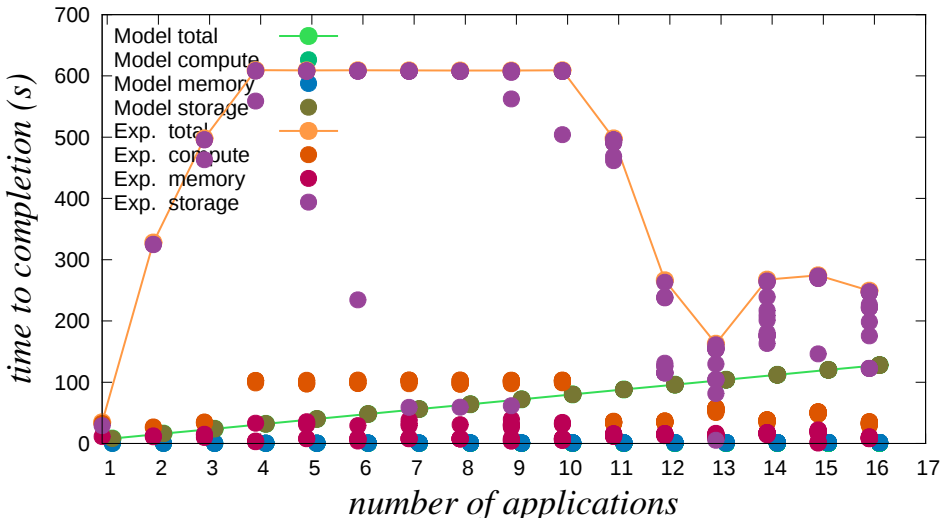 700
600
500
400
300
200
100
0
time to completion (s)
Model total
Model compute
Model memory
Model storage
Exp. total
Exp. compute
Exp. memory
Exp. storage
1 2 3 4 5 6 7 8 9 10 11 12 13 14 15 16 17
number of applications